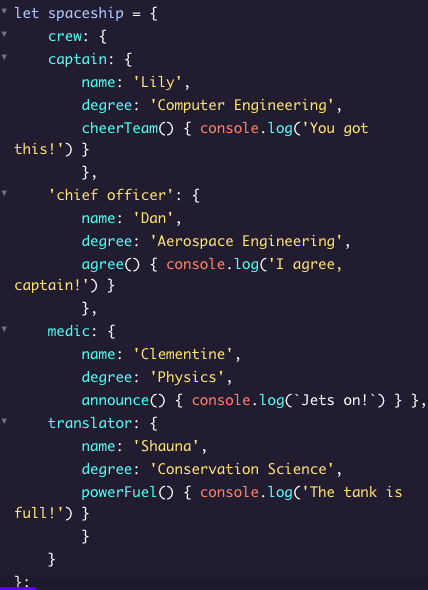 let spaceship = {
crew: {
captain: {
name: 'Lily',
degree: 'Computer Engineering',
cheerTeam() { console.log('You got
this!') }
},
'chief officer': {
name: 'Dan',
degree: 'Aerospace Engineering',
agree() { console.log('I agree,
captain!') }
},
medic: {
name: 'Clementine',
degree: 'Physics',
announce() { console.log(`Jets on!`) } },
translator: {
name: 'Shauna',
degree: 'Conservation Science',
powerFuel() { console.log('The tank is
full!') }
}
}
};